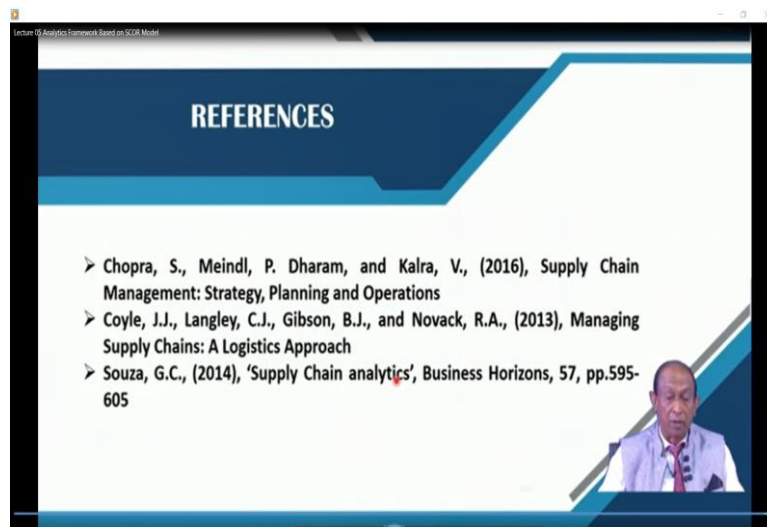 Lecture 05 Analytics Framework Based on SCOR Model
REFERENCES
➢ Chopra, S., Meindl, P. Dharam, and Kalra, V., (2016), Supply Chain
Management: Strategy, Planning and Operations
➢ Coyle, J.J., Langley, C.J., Gibson, B.J., and Novack, R.A., (2013), Managing
Supply Chains: A Logistics Approach
➢ Souza, G.C., (2014), ‘Supply Chain analytics’, Business Horizons, 57, pp.595-
605